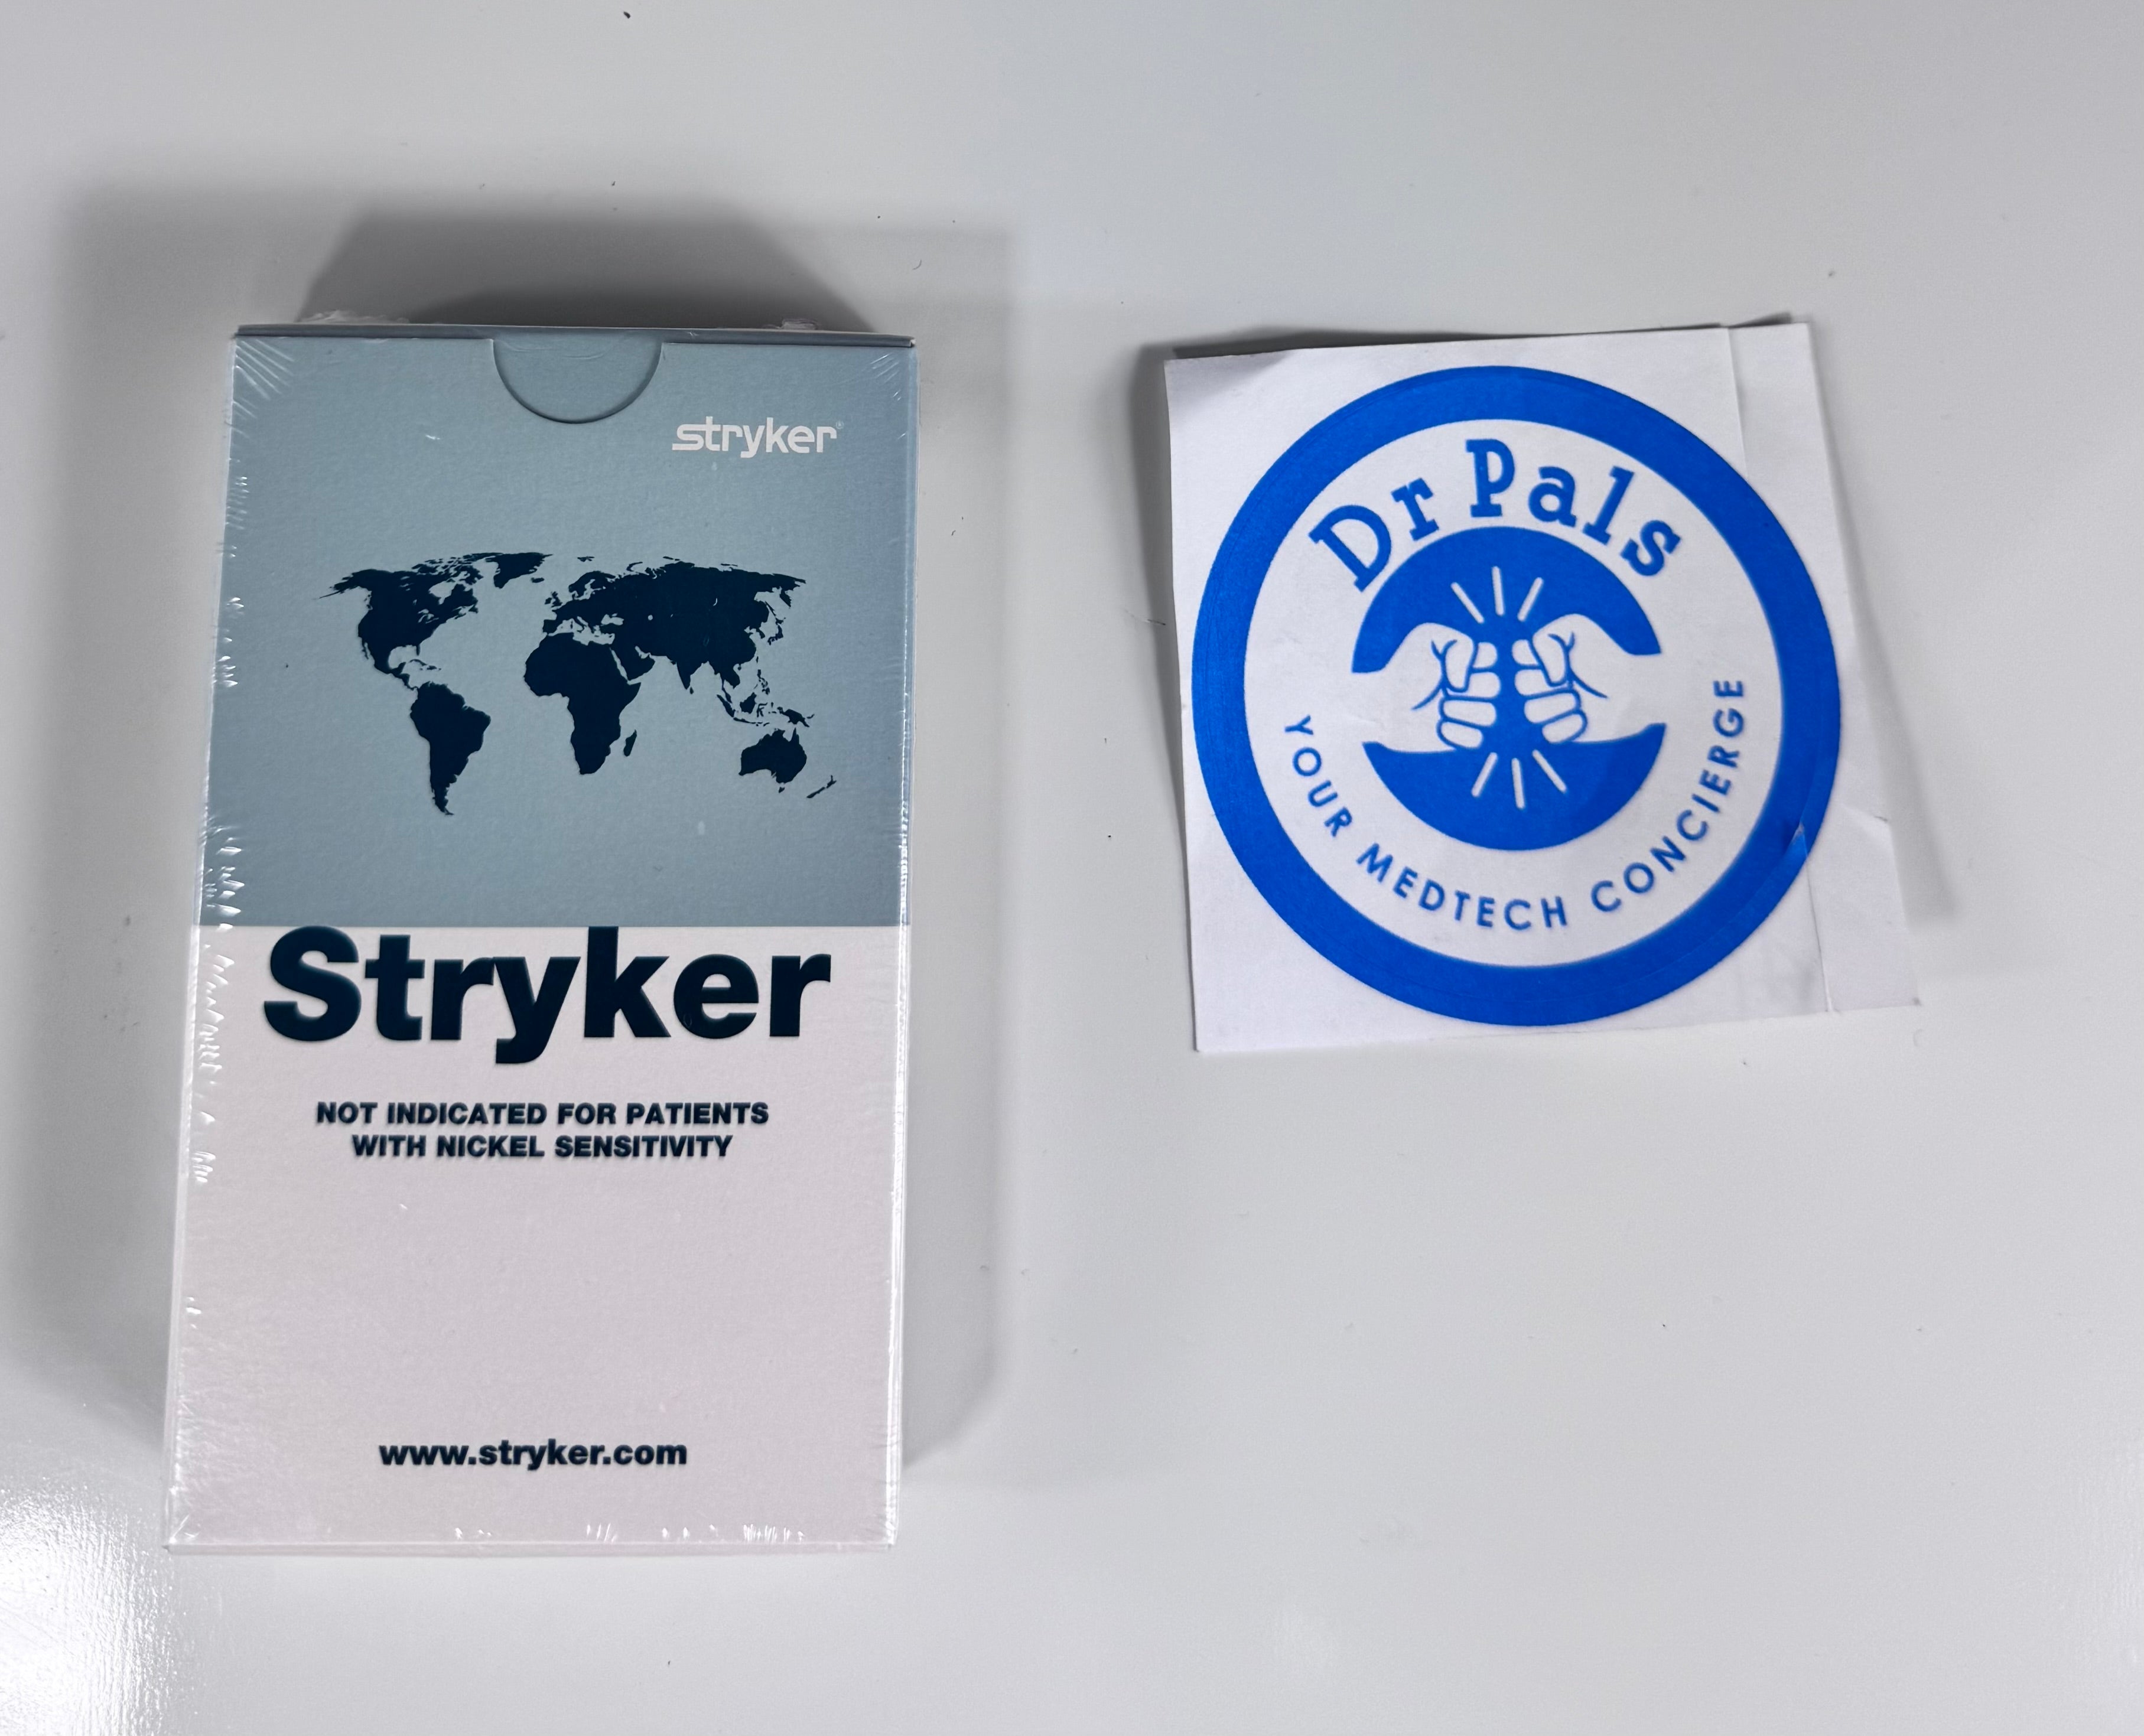 stryker®
Stryker
NOT INDICATED FOR PATIENTS
WITH NICKEL SENSITIVITY
www.stryker.com
Dr Pals
YOUR MEDTECH CONCIERGE